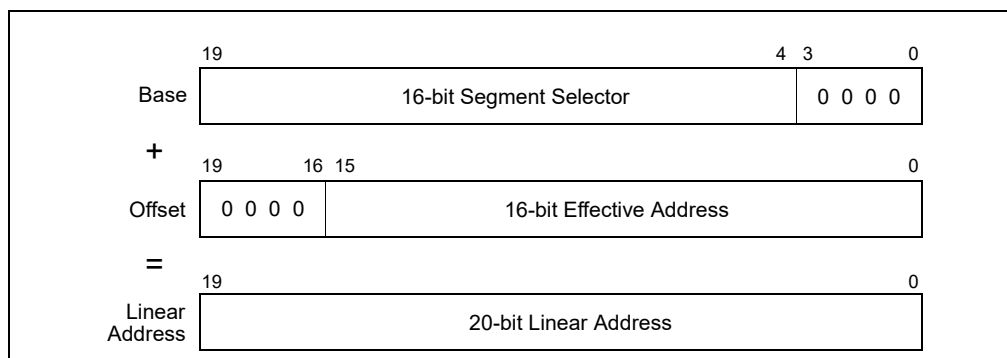 19 4 3 0
Base 16-bit Segment Selector 0 0 0 0
+
19 16 15 0
Offset 0 0 0 0 16-bit Effective Address
=
19 0
Linear
Address 20-bit Linear Address